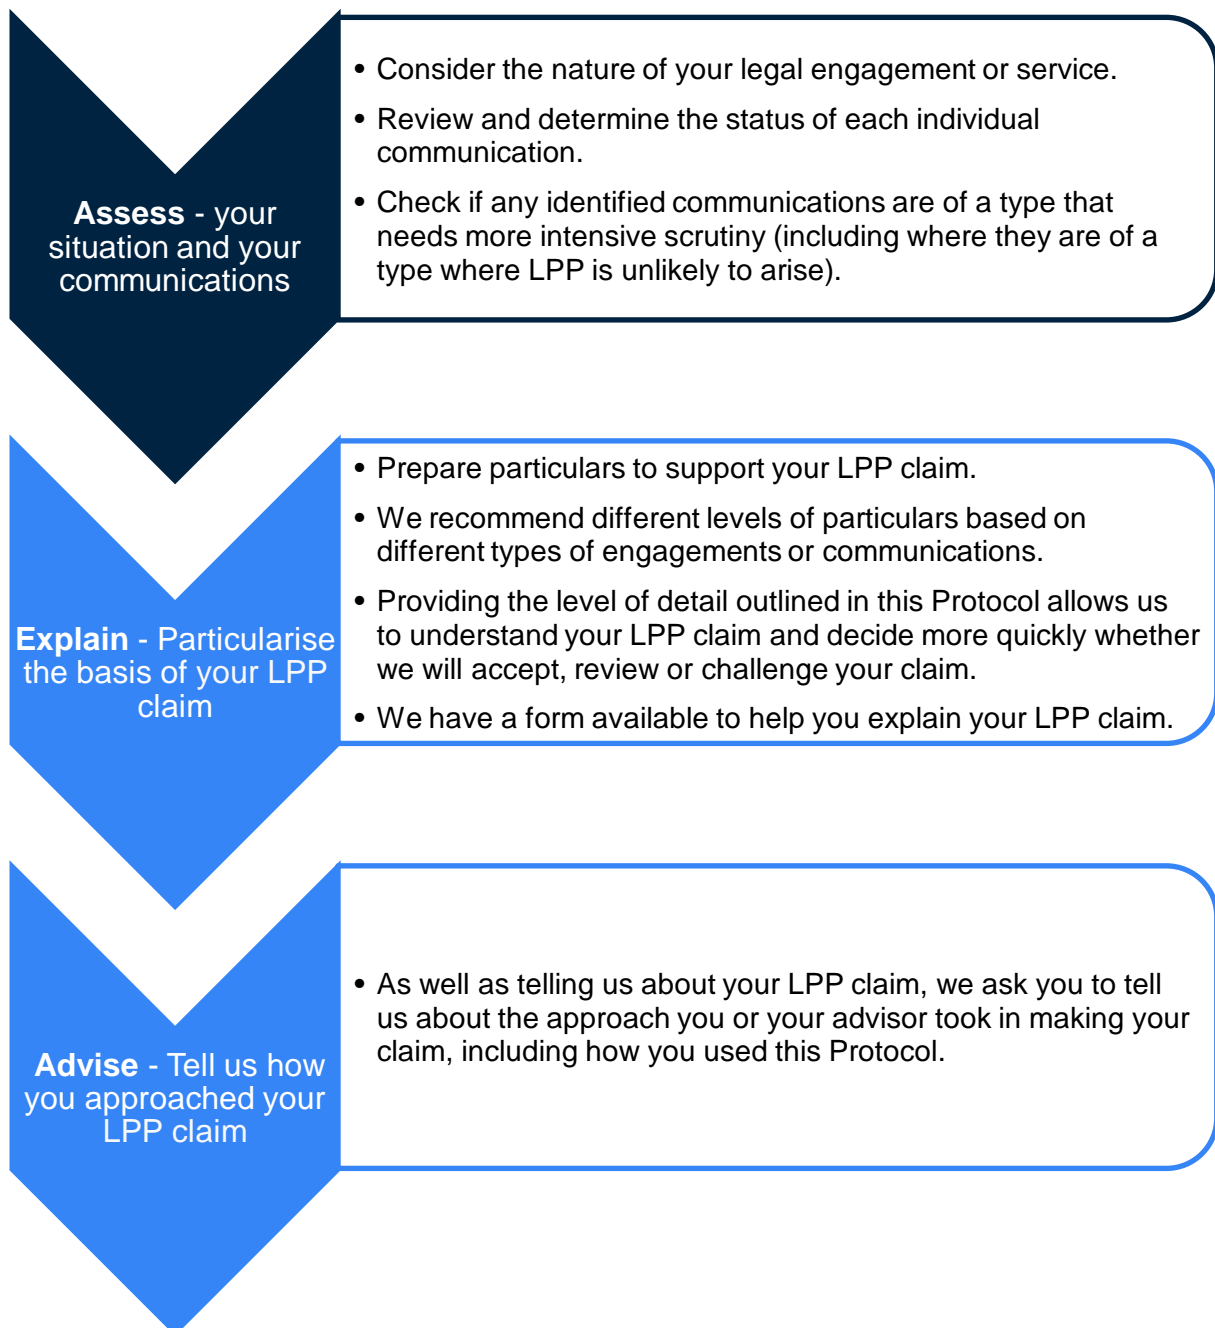 Assess - your
situation and your
communications
• Consider the nature of your legal engagement or service.
• Review and determine the status of each individual
communication.
• Check if any identified communications are of a type that
needs more intensive scrutiny (including where they are of a
type where LPP is unlikely to arise).
Explain - Particularise
the basis of your LPP
claim
• Prepare particulars to support your LPP claim.
• We recommend different levels of particulars based on
different types of engagements or communications.
• Providing the level of detail outlined in this Protocol allows us
to understand your LPP claim and decide more quickly whether
we will accept, review or challenge your claim.
• We have a form available to help you explain your LPP claim.
Advise - Tell us how
you approached your
LPP claim
• As well as telling us about your LPP claim, we ask you to tell
us about the approach you or your advisor took in making your
claim, including how you used this Protocol.